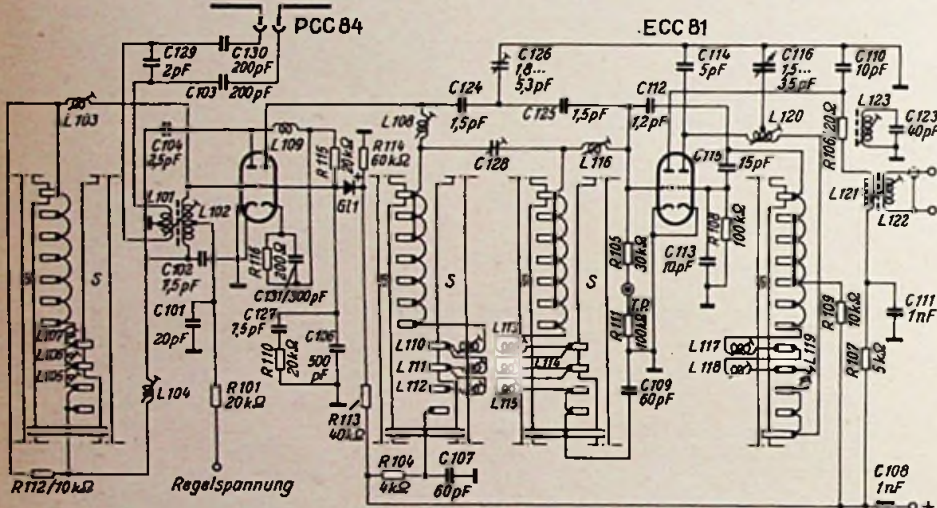 PCC 84
ECC 81
C129
2pF
C130
200pF
C103
200pF
L103
C104
2,5pF
L109
R115
20kΩ
R114
60kΩ
Gl1
L101
L102
C102
1,5pF
R116
200Ω
C131/300pF
C101
20pF
C127
1,5pF
R110
20kΩ
C106
500
pF
L107
L106
L105
L104
R101
20kΩ
R113
40kΩ
R112/10kΩ
Regelspannung
S
C124
1,5pF
C126
1,8...
5,3pF
C125
1,5pF
C112
1,2pF
L108
C128
L116
S
L110
L111
L112
L113
L114
L115
R104
4kΩ
C107
60pF
S
R105
30kΩ
T.P.
R111
100kΩ
C109
60pF
C113
10pF
R108
100kΩ
C115
15pF
C114
5pF
C116
1,5...
3,5pF
C110
10pF
L120
R106
20Ω
L123
C123
40pF
L121
L122
L117
L118
L119
R109
10kΩ
R107
5kΩ
C111
1nF
C108
1nF
+